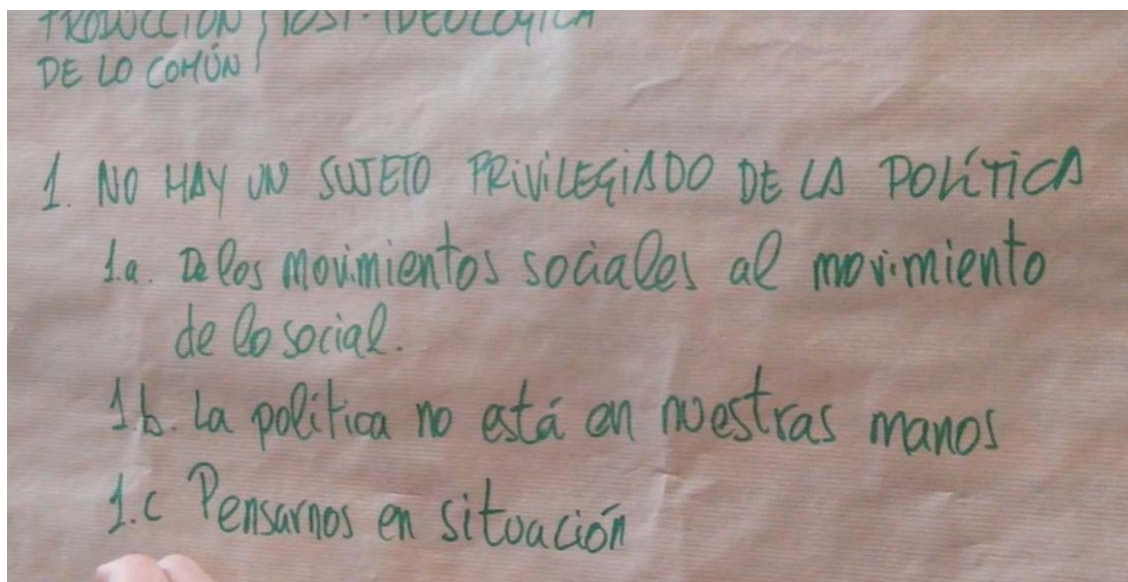 PRODUCCIÓN } POST-IDEOLÓGICA
DE LO COMÚN
1. NO HAY UN SUJETO PRIVILEGIADO DE LA POLÍTICA
1.a. De los movimientos sociales al movimiento
de lo social.
1b. La política no está en nuestras manos
1.c Pensarnos en situación